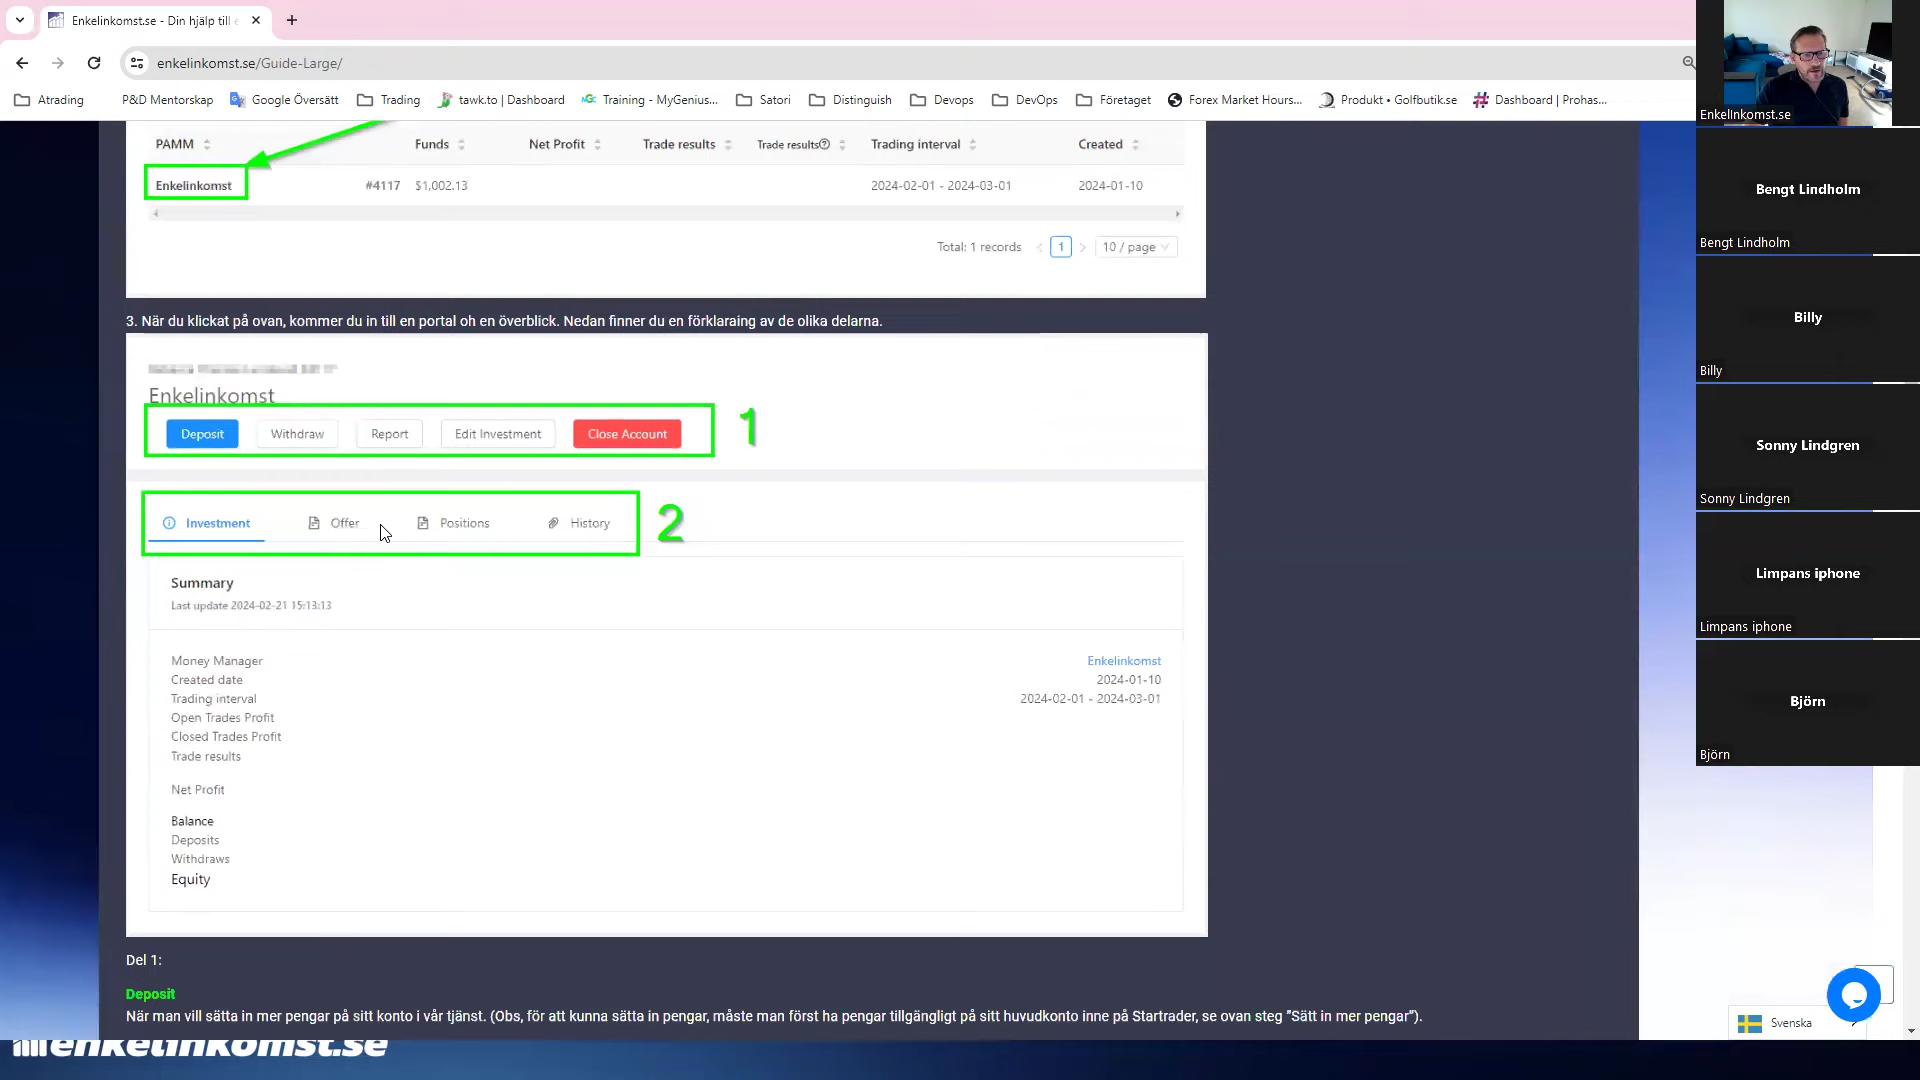 Enkelinkomst.se - Din hjälp till
enkelinkomst.se/Guide-Large/
Atrading P&D Mentorskap Google Översätt Trading tawk.to | Dashboard Training - MyGenius... Satori Distinguish Devops DevOps Företaget Forex Market Hours... Produkt • Golfbutik.se Dashboard | Prohas...
PAMM Funds Net Profit Trade results Trade results Trading interval Created
Enkelinkomst #4117 $1,002.13 2024-02-01 - 2024-03-01 2024-01-10
Total: 1 records 1 10 / page
3. När du klickat på ovan, kommer du in till en portal oh en överblick. Nedan finner du en förklaraing av de olika delarna.
Enkelinkomst
Deposit Withdraw Report Edit Investment Close Account 1
Investment Offer Positions History 2
Summary
Last update 2024-02-21 15:13:13
Money Manager Enkelinkomst
Created date 2024-01-10
Trading interval 2024-02-01 - 2024-03-01
Open Trades Profit
Closed Trades Profit
Trade results
Net Profit
Balance
Deposits
Withdraws
Equity
Del 1:
Deposit
När man vill sätta in mer pengar på sitt konto i vår tjänst. (Obs, för att kunna sätta in pengar, måste man först ha pengar tillgängligt på sitt huvudkonto inne på Startrader, se ovan steg ”Sätt in mer pengar”).
Svenska
enkelinkomst.se
EnkelInkomst.se
Bengt Lindholm
Bengt Lindholm
Billy
Billy
Sonny Lindgren
Sonny Lindgren
Limpans iphone
Limpans iphone
Björn
Björn